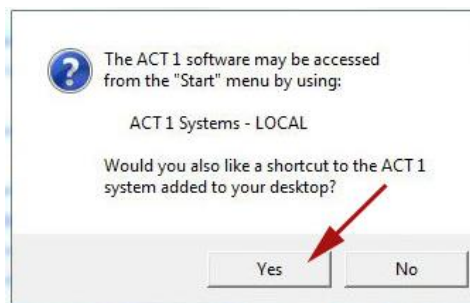 The ACT 1 software may be accessed
from the "Start" menu by using:
ACT 1 Systems - LOCAL
Would you also like a shortcut to the ACT 1
system added to your desktop?
Yes
No